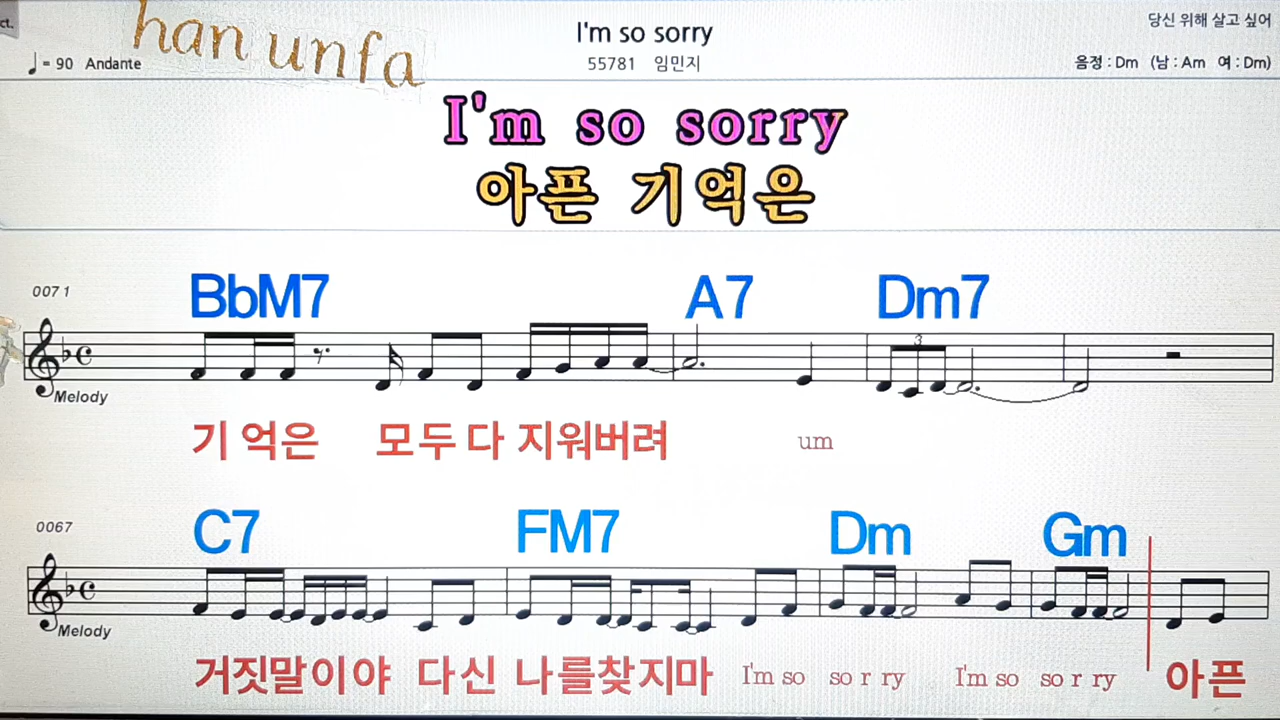 ct.
han unfa
I'm so sorry
당신 위해 살고 싶어
♩= 90 Andante
55781 임민지
음정 : Dm (남 : Am 여 : Dm)
I'm so sorry
아픈 기억은
0071
BbM7 A7 Dm7
3
Melody
기 억은 모두 다 지워버려 um
0067
C7 FM7 Dm Gm
Melody
거짓말이야 다신 나를찾지마 I'm so so r ry I'm so so r ry 아픈